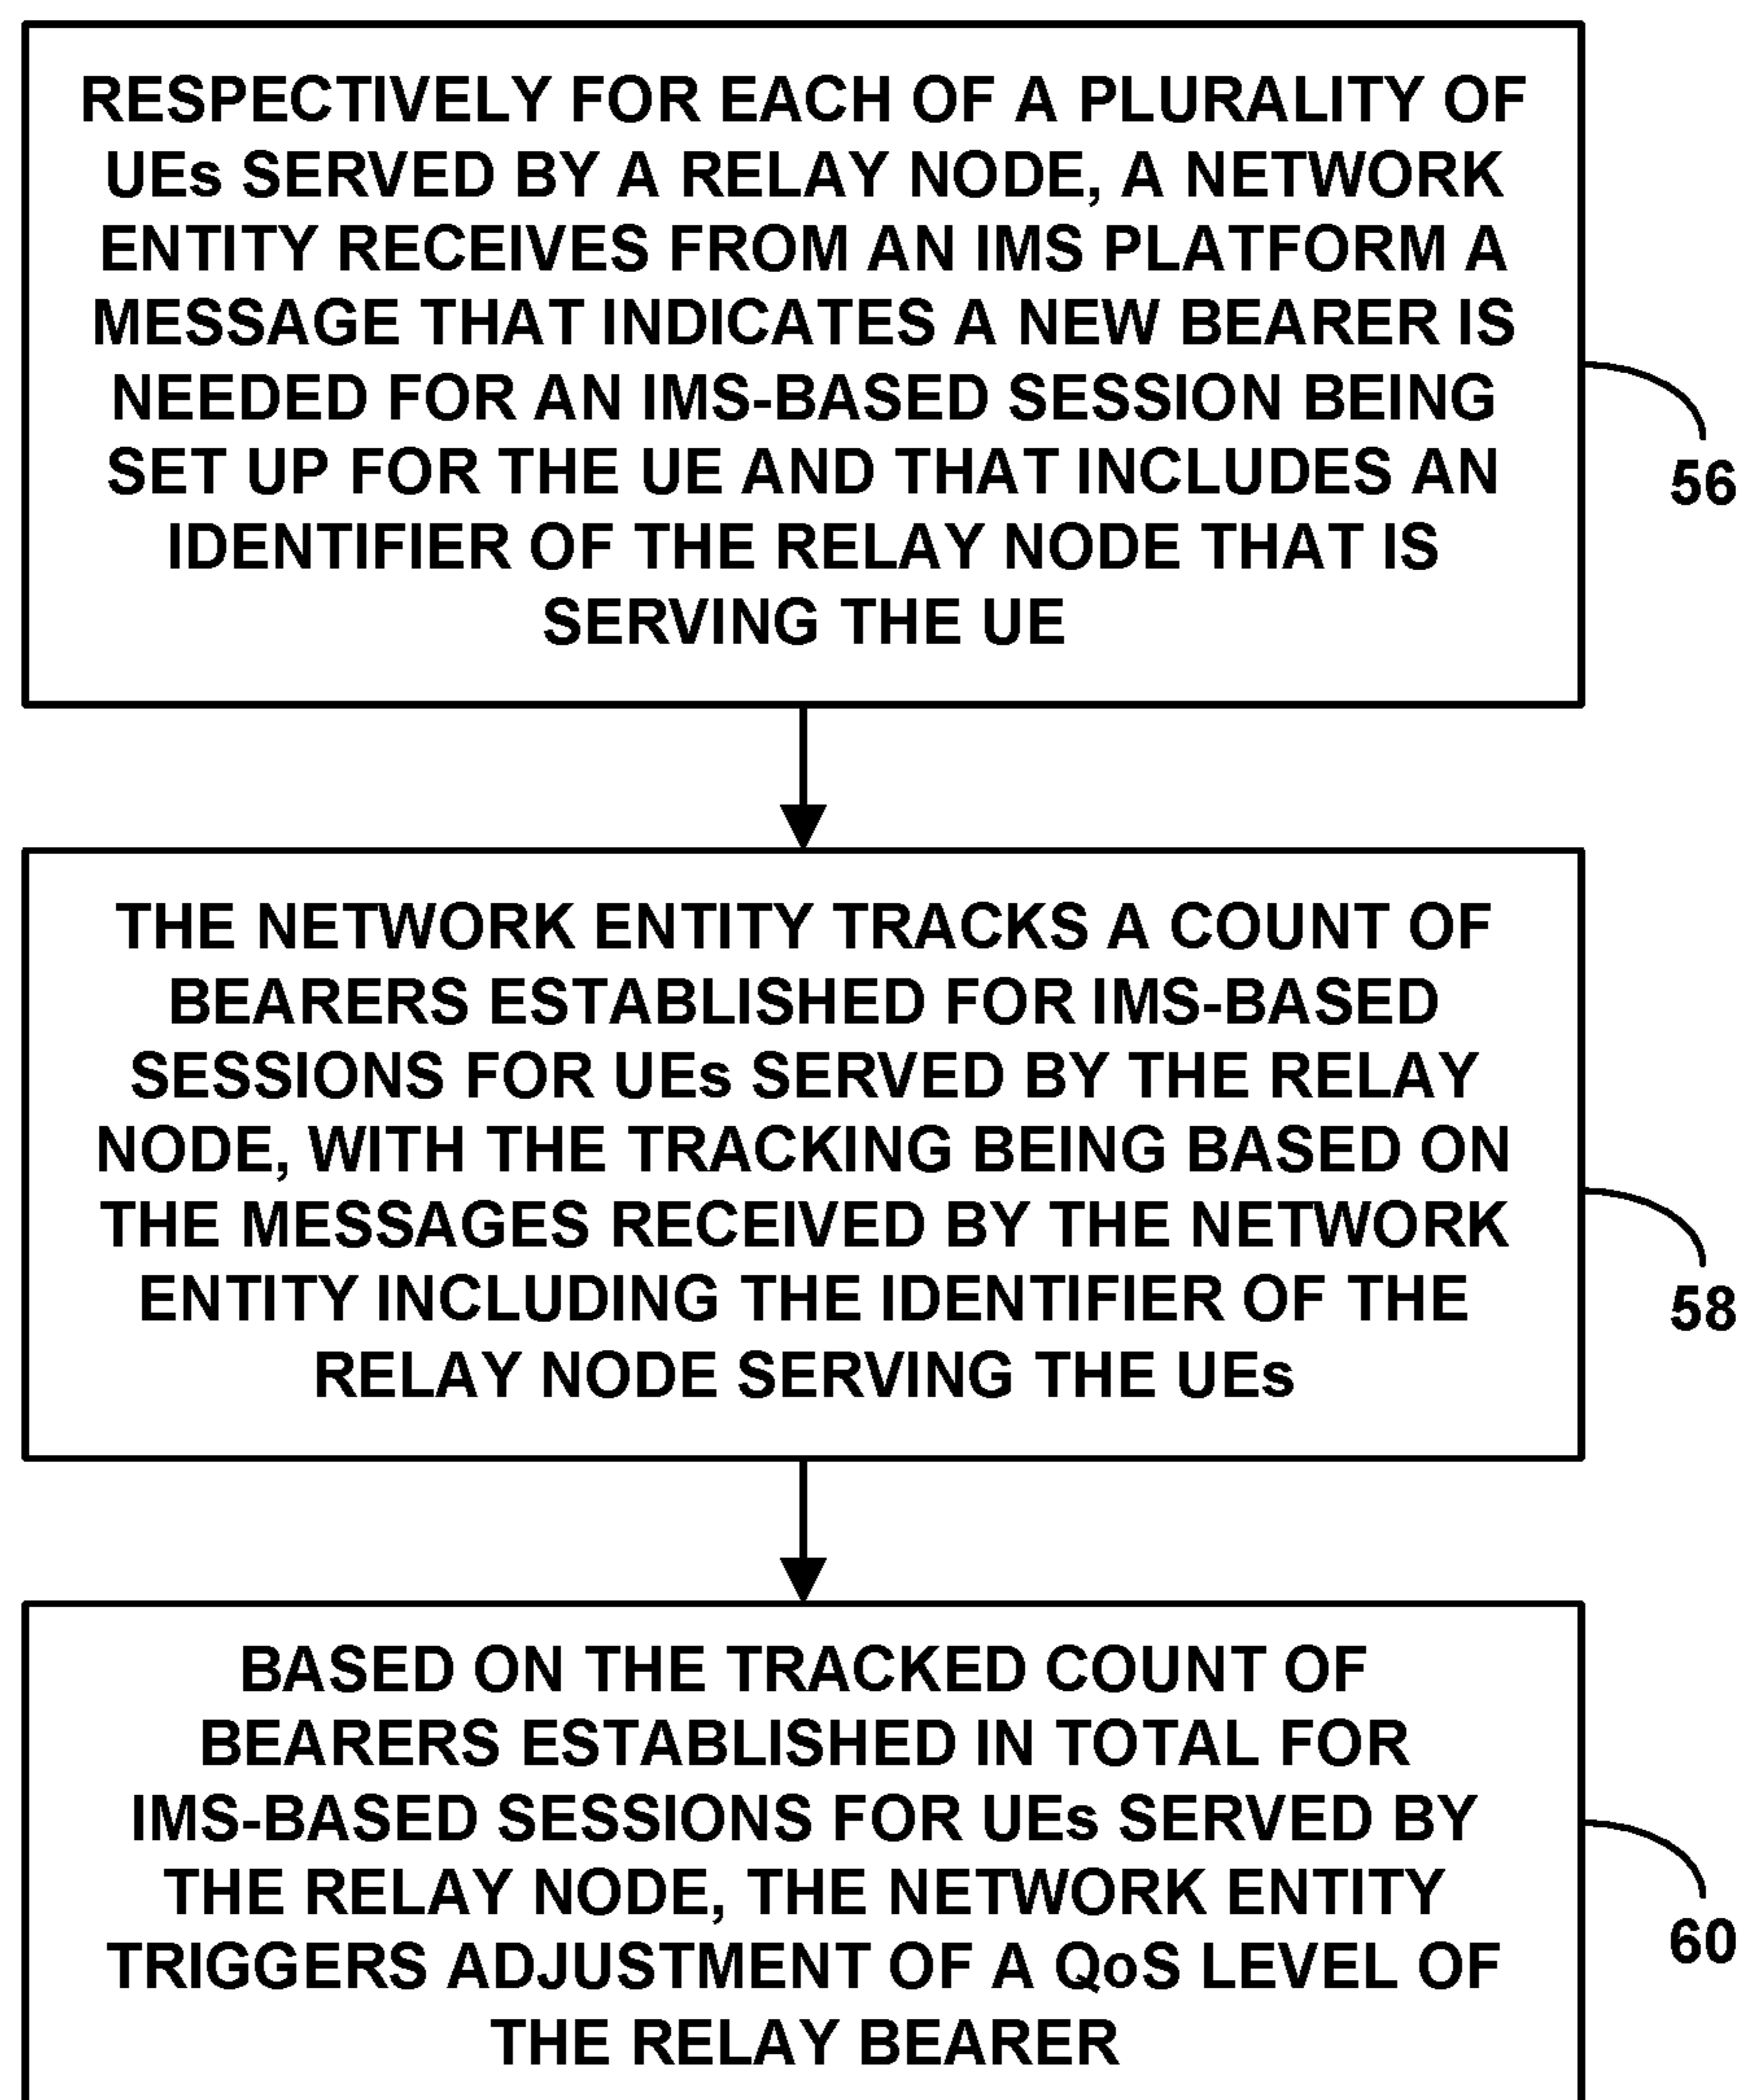 RESPECTIVELY FOR EACH OF A PLURALITY OF
UEs SERVED BY A RELAY NODE, A NETWORK
ENTITY RECEIVES FROM AN IMS PLATFORM A
MESSAGE THAT INDICATES A NEW BEARER IS
NEEDED FOR AN IMS-BASED SESSION BEING
SET UP FOR THE UE AND THAT INCLUDES AN
IDENTIFIER OF THE RELAY NODE THAT IS
SERVING THE UE
56
THE NETWORK ENTITY TRACKS A COUNT OF
BEARERS ESTABLISHED FOR IMS-BASED
SESSIONS FOR UEs SERVED BY THE RELAY
NODE, WITH THE TRACKING BEING BASED ON
THE MESSAGES RECEIVED BY THE NETWORK
ENTITY INCLUDING THE IDENTIFIER OF THE
RELAY NODE SERVING THE UEs
58
BASED ON THE TRACKED COUNT OF
BEARERS ESTABLISHED IN TOTAL FOR
IMS-BASED SESSIONS FOR UEs SERVED BY
THE RELAY NODE, THE NETWORK ENTITY
TRIGGERS ADJUSTMENT OF A QoS LEVEL OF
THE RELAY BEARER
60